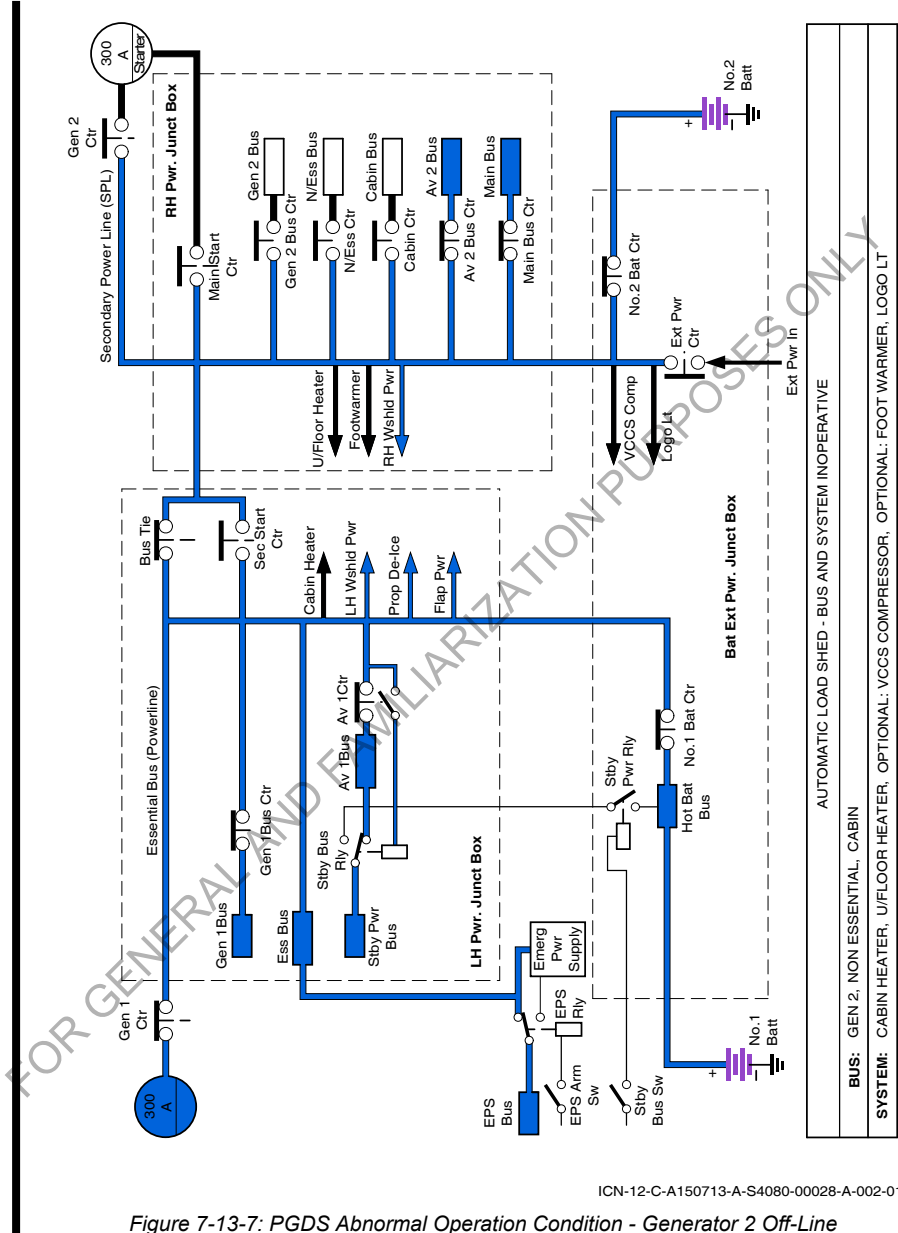 300
A
Starter
Gen 2
Ctr
Secondary Power Line (SPL)
RH Pwr. Junct Box
Main Start
Ctr
Gen 2 Bus
Gen 2 Bus Ctr
N/Ess Bus
N/Ess Ctr
Cabin Bus
Cabin Ctr
Av 2 Bus
Av 2 Bus Ctr
Main Bus
Main Bus Ctr
U/Floor Heater
Footwarmer
RH Wshld Pwr
No.2
Batt
+
–
No.2 Bat Ctr
Ext Pwr
Ctr
Ext Pwr In
VCCS Comp
Logo Lt
Bat Ext Pwr. Junct Box
Bus Tie
Sec Start
Ctr
Cabin Heater
LH Wshld Pwr
Prop De-Ice
Flap Pwr
Essential Bus (Powerline)
Av 1Ctr
Av 1Bus
Gen 1Bus Ctr
Gen 1Bus
Stby Bus
Rly
Ess Bus
Stby Pwr
Bus
LH Pwr. Junct Box
Stby
Pwr Rly
No.1 Bat Ctr
Hot Bat
Bus
Gen 1
Ctr
300
A
Emerg
Pwr
Supply
EPS
Rly
EPS
Bus
EPS Arm
Sw
Stby
Bus Sw
No.1
Batt
+
–
AUTOMATIC LOAD SHED - BUS AND SYSTEM INOPERATIVE
BUS: GEN 2, NON ESSENTIAL, CABIN
SYSTEM: CABIN HEATER, U/FLOOR HEATER, OPTIONAL: VCCS COMPRESSOR, OPTIONAL: FOOT WARMER, LOGO LT
FOR GENERAL AND FAMILIARIZATION PURPOSES ONLY
ICN-12-C-A150713-A-S4080-00028-A-002-01
Figure 7-13-7: PGDS Abnormal Operation Condition - Generator 2 Off-Line